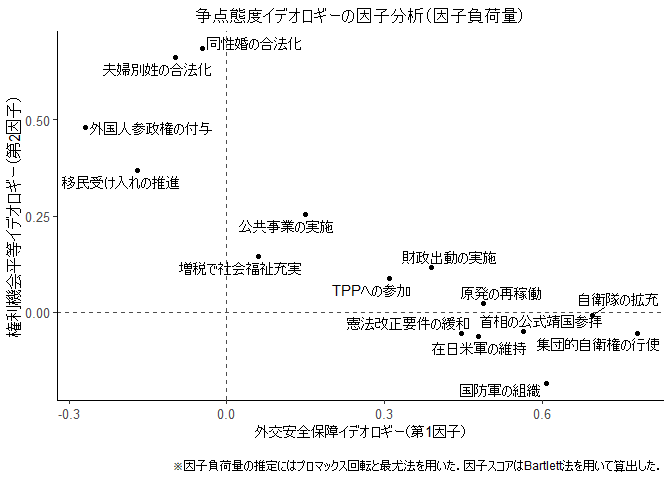 争点態度イデオロギーの因子分析(因子負荷量)
同性婚の合法化
夫婦別姓の合法化
0.50
外国人参政権の付与
移民受け入れの推進
0.25
公共事業の実施
増税で社会福祉充実
財政出動の実施
TPPへの参加
原発の再稼働
自衛隊の拡充
0.00
憲法改正要件の緩和
首相の公式靖国参拝
在日米軍の維持
集団的自衛権の行使
国防軍の組織
権利機会平等イデオロギー(第2因子)
-0.3
0.0
0.3
0.6
外交安全保障イデオロギー(第1因子)
※因子負荷量の推定にはプロマックス回転と最尤法を用いた. 因子スコアはBartlett法を用いて算出した.